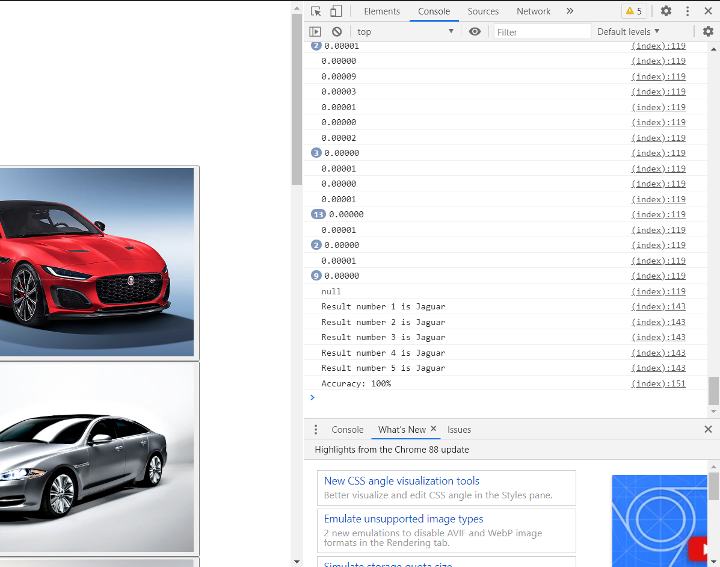 Elements Console Sources Network » 5
top Filter Default levels
2 0.00001 (index):119
0.00000 (index):119
0.00009 (index):119
0.00003 (index):119
0.00001 (index):119
0.00000 (index):119
0.00002 (index):119
3 0.00000 (index):119
0.00001 (index):119
0.00000 (index):119
0.00001 (index):119
13 0.00000 (index):119
0.00001 (index):119
2 0.00000 (index):119
0.00001 (index):119
9 0.00000 (index):119
null (index):119
Result number 1 is Jaguar (index):143
Result number 2 is Jaguar (index):143
Result number 3 is Jaguar (index):143
Result number 4 is Jaguar (index):143
Result number 5 is Jaguar (index):143
Accuracy: 100% (index):151
Console What's New Issues
Highlights from the Chrome 88 update
New CSS angle visualization tools
Better visualize and edit CSS angle in the Styles pane.
Emulate unsupported image types
2 new emulations to disable AVIF and WebP image
formats in the Rendering tab.
Simulate storage quota size